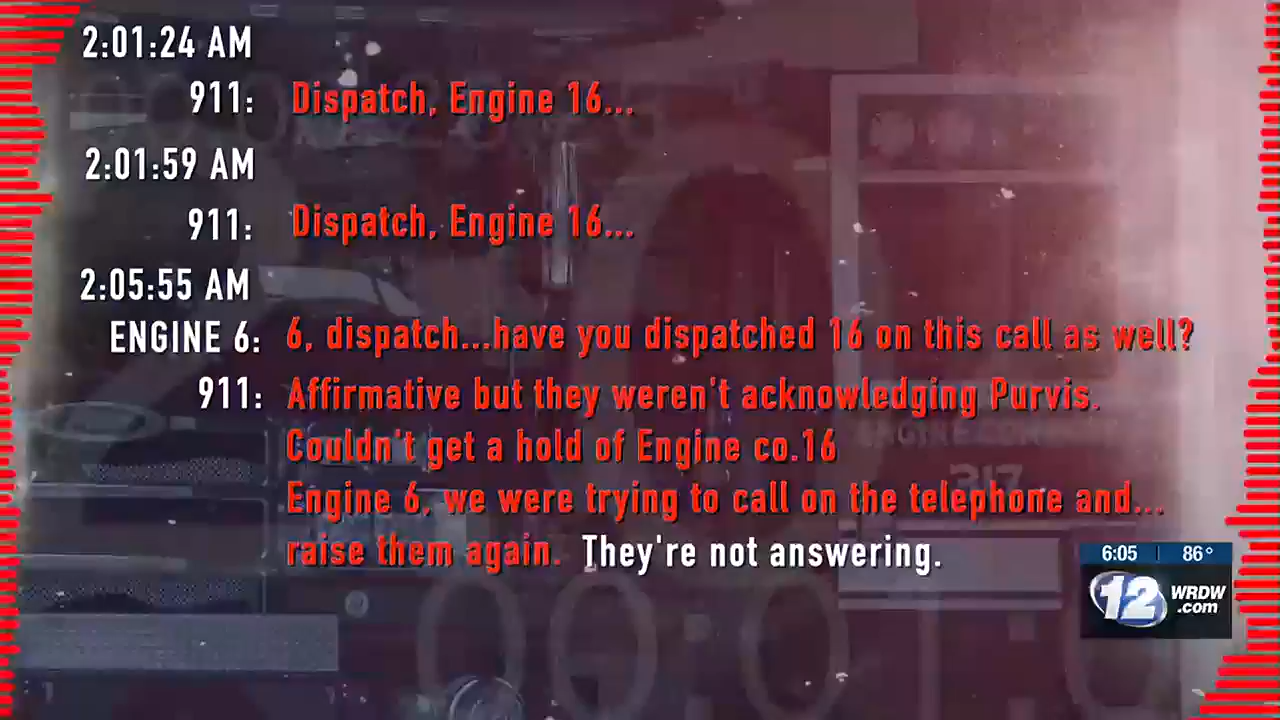 2:01:24 AM
911: Dispatch, Engine 16...
2:01:59 AM
911: Dispatch, Engine 16...
2:05:55 AM
ENGINE 6: 6, dispatch...have you dispatched 16 on this call as well?
911: Affirmative but they weren't acknowledging Purvis.
Couldn't get a hold of Engine co.16
Engine 6, we were trying to call on the telephone and...
raise them again. They're not answering.
317
6:05 | 86°
12 WRDW
.com